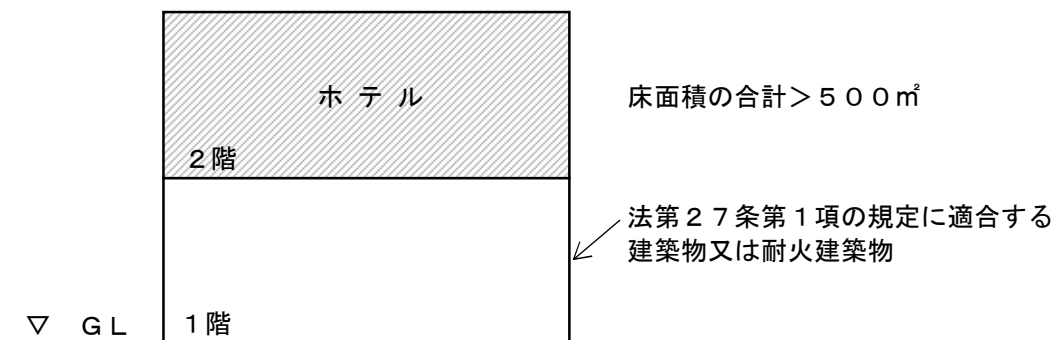 ホテル
床面積の合計＞５００㎡
２階
法第２７条第１項の規定に適合する
建築物又は耐火建築物
▽　ＧＬ
１階